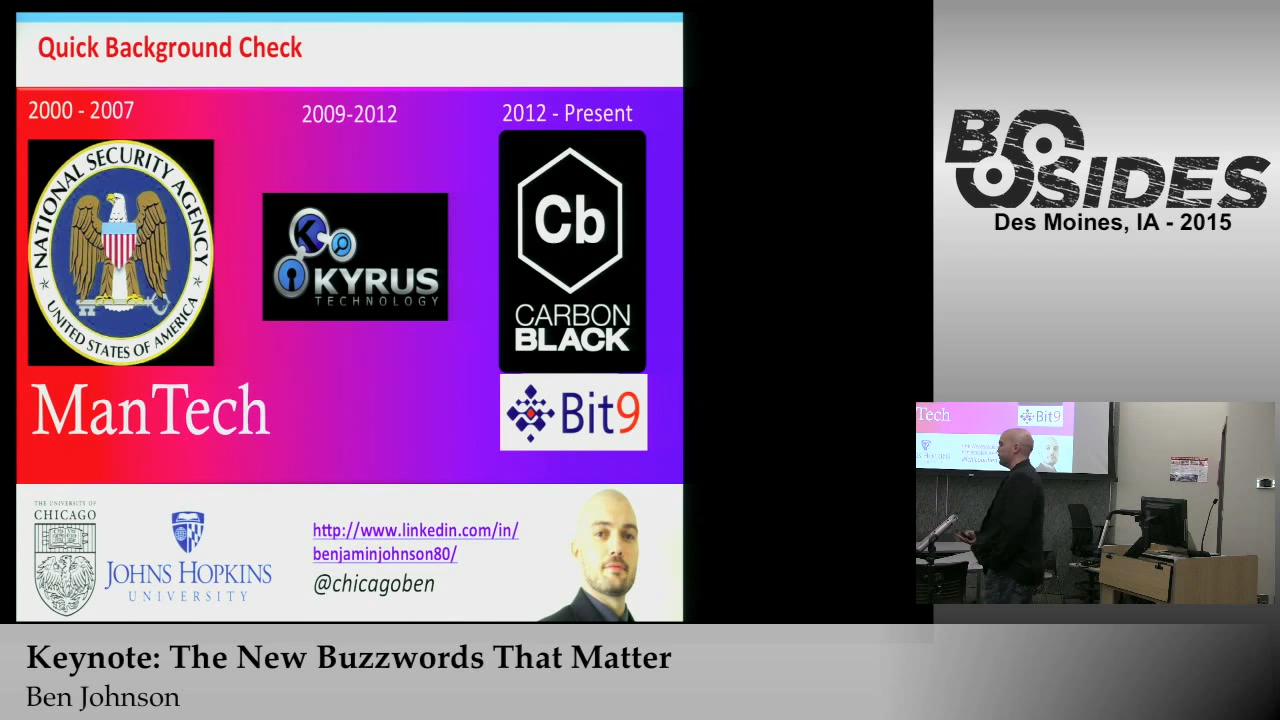 Quick Background Check
2000 - 2007
2009-2012
2012 - Present
NATIONAL SECURITY AGENCY
UNITED STATES OF AMERICA
KYRUS
TECHNOLOGY
Cb
CARBON
BLACK
ManTech
Bit9
THE UNIVERSITY OF
CHICAGO
JOHNS HOPKINS
UNIVERSITY
http://www.linkedin.com/in/
benjaminjohnson80/
@chicagoben
BSIDES
Des Moines, IA - 2015
Tech
Bit9
Keynote: The New Buzzwords That Matter
Ben Johnson